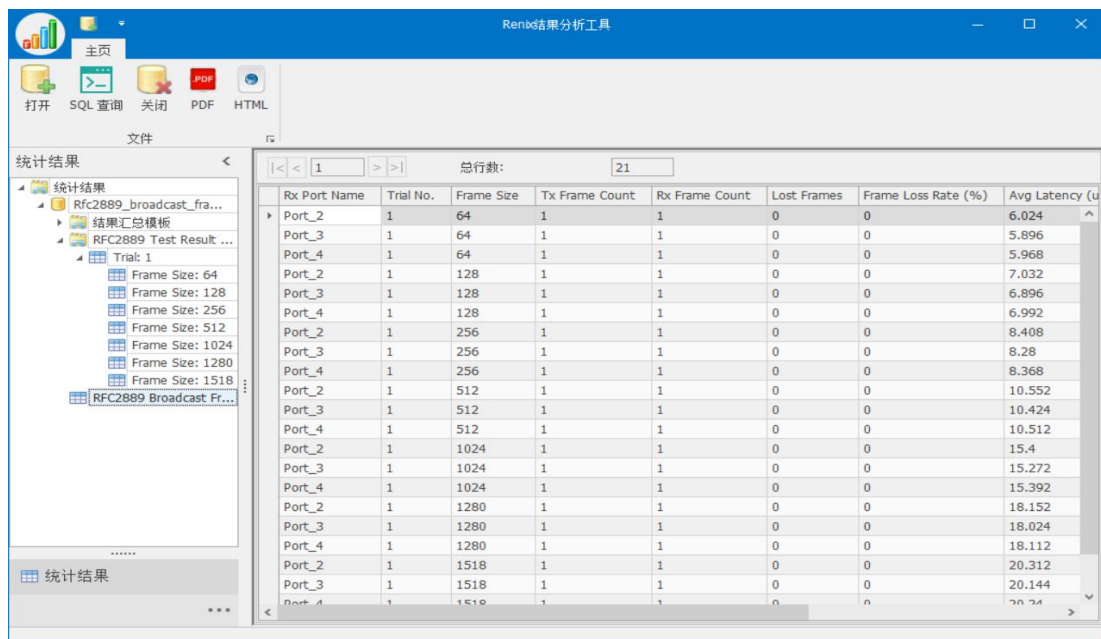 Renix结果分析工具
主页
打开 SQL 查询 关闭 PDF HTML
文件
统计结果
统计结果
Rfc2889_broadcast_fra...
结果汇总模板
RFC2889 Test Result ...
Trial: 1
Frame Size: 64
Frame Size: 128
Frame Size: 256
Frame Size: 512
Frame Size: 1024
Frame Size: 1280
Frame Size: 1518
RFC2889 Broadcast Fr...
统计结果
|< < 1 > >| 总行数: 21
Rx Port Name Trial No. Frame Size Tx Frame Count Rx Frame Count Lost Frames Frame Loss Rate (%) Avg Latency (u
Port_2 1 64 1 1 0 0 6.024
Port_3 1 64 1 1 0 0 5.896
Port_4 1 64 1 1 0 0 5.968
Port_2 1 128 1 1 0 0 7.032
Port_3 1 128 1 1 0 0 6.896
Port_4 1 128 1 1 0 0 6.992
Port_2 1 256 1 1 0 0 8.408
Port_3 1 256 1 1 0 0 8.28
Port_4 1 256 1 1 0 0 8.368
Port_2 1 512 1 1 0 0 10.552
Port_3 1 512 1 1 0 0 10.424
Port_4 1 512 1 1 0 0 10.512
Port_2 1 1024 1 1 0 0 15.4
Port_3 1 1024 1 1 0 0 15.272
Port_4 1 1024 1 1 0 0 15.392
Port_2 1 1280 1 1 0 0 18.152
Port_3 1 1280 1 1 0 0 18.024
Port_4 1 1280 1 1 0 0 18.112
Port_2 1 1518 1 1 0 0 20.312
Port_3 1 1518 1 1 0 0 20.144
Port_4 1 1518 1 1 0 0 20.24